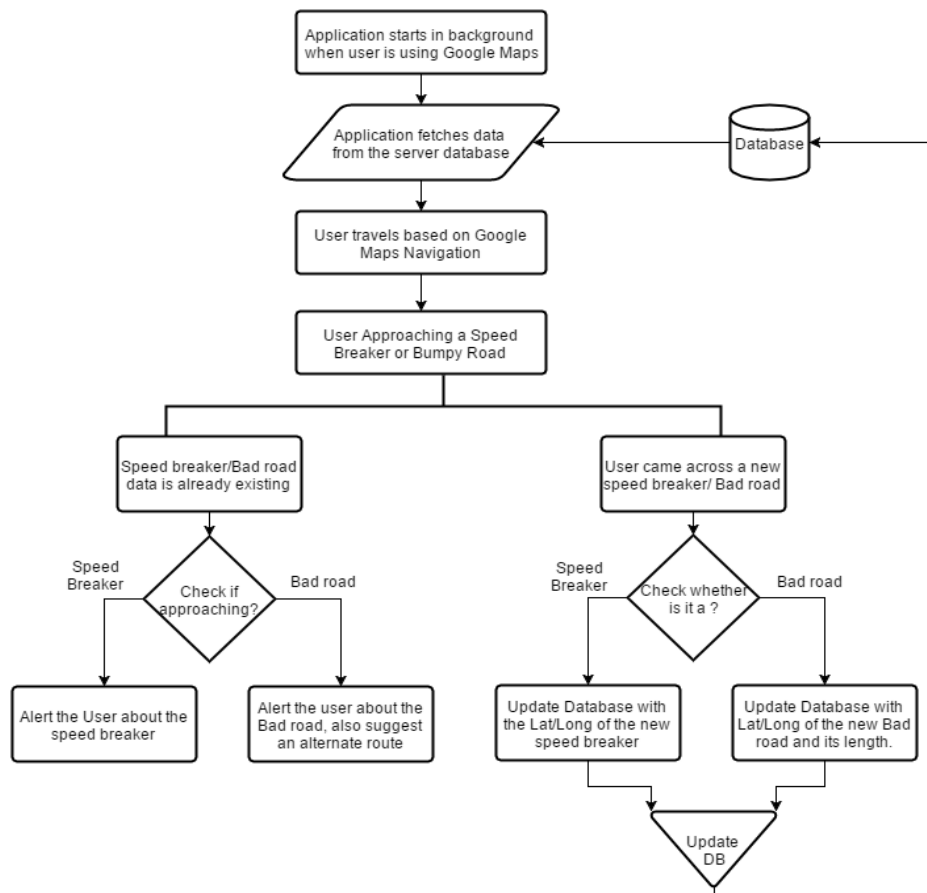 Application starts in background
when user is using Google Maps
Application fetches data
from the server database
Database
User travels based on Google
Maps Navigation
User Approaching a Speed
Breaker or Bumpy Road
Speed breaker/Bad road
data is already existing
User came across a new
speed breaker/ Bad road
Speed
Breaker
Check if
approaching?
Bad road
Speed
Breaker
Check whether
is it a ?
Bad road
Alert the User about the
speed breaker
Alert the user about the
Bad road, also suggest
an alternate route
Update Database with
the Lat/Long of the new
speed breaker
Update Database with
Lat/Long of the new Bad
road and its length.
Update
DB